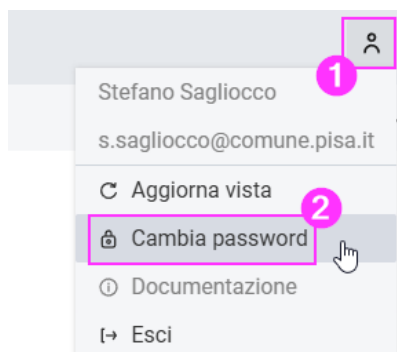 1
Stefano Sagliocco
s.sagliocco@comune.pisa.it
Aggiorna vista
2
Cambia password
Documentazione
Esci